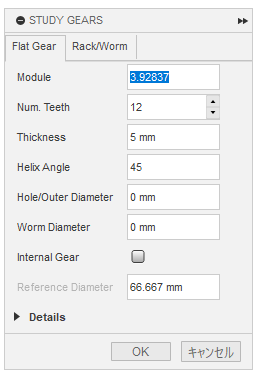 STUDY GEARS
Flat Gear Rack/Worm
Module 3.92837
Num. Teeth 12
Thickness 5 mm
Helix Angle 45
Hole/Outer Diameter 0 mm
Worm Diameter 0 mm
Internal Gear
Reference Diameter 66.667 mm
Details
OK キャンセル